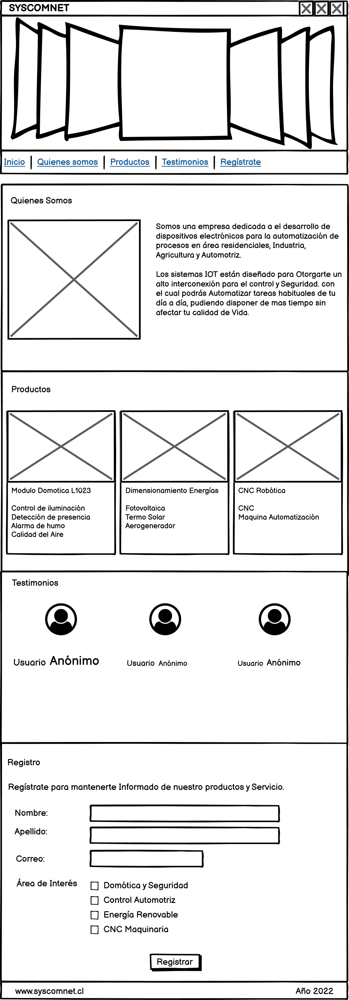 SYSCOMNET
Inicio | Quienes somos | Productos | Testimonios | Regístrate
Quienes Somos
Somos una empresa dedicada a el desarrollo de
dispositivos electrónicos para la automatización de
procesos en área residenciales, Industria,
Agricultura y Automotriz.
Los sistemas IOT están diseñado para Otorgarte un
alto interconexión para el control y Seguridad. con
el cual podrás Automatizar tareas habituales de tu
día a día, pudiendo disponer de mas tiempo sin
afectar tu calidad de Vida.
Productos
Modulo Domotica L1023
Control de iluminación
Detección de presencia
Alarma de humo
Calidad del Aire
Dimensionamiento Energías
Fotovoltaica
Termo Solar
Aerogenerador
CNC Robótica
CNC
Maquina Automatización
Testimonios
Usuario Anónimo
Usuario Anónimo
Usuario Anónimo
Registro
Regístrate para mantenerte Informado de nuestro productos y Servicio.
Nombre:
Apellido:
Correo:
Área de Interés
Domótica y Seguridad
Control Automotriz
Energía Renovable
CNC Maquinaria
Registrar
www.syscomnet.cl Año 2022